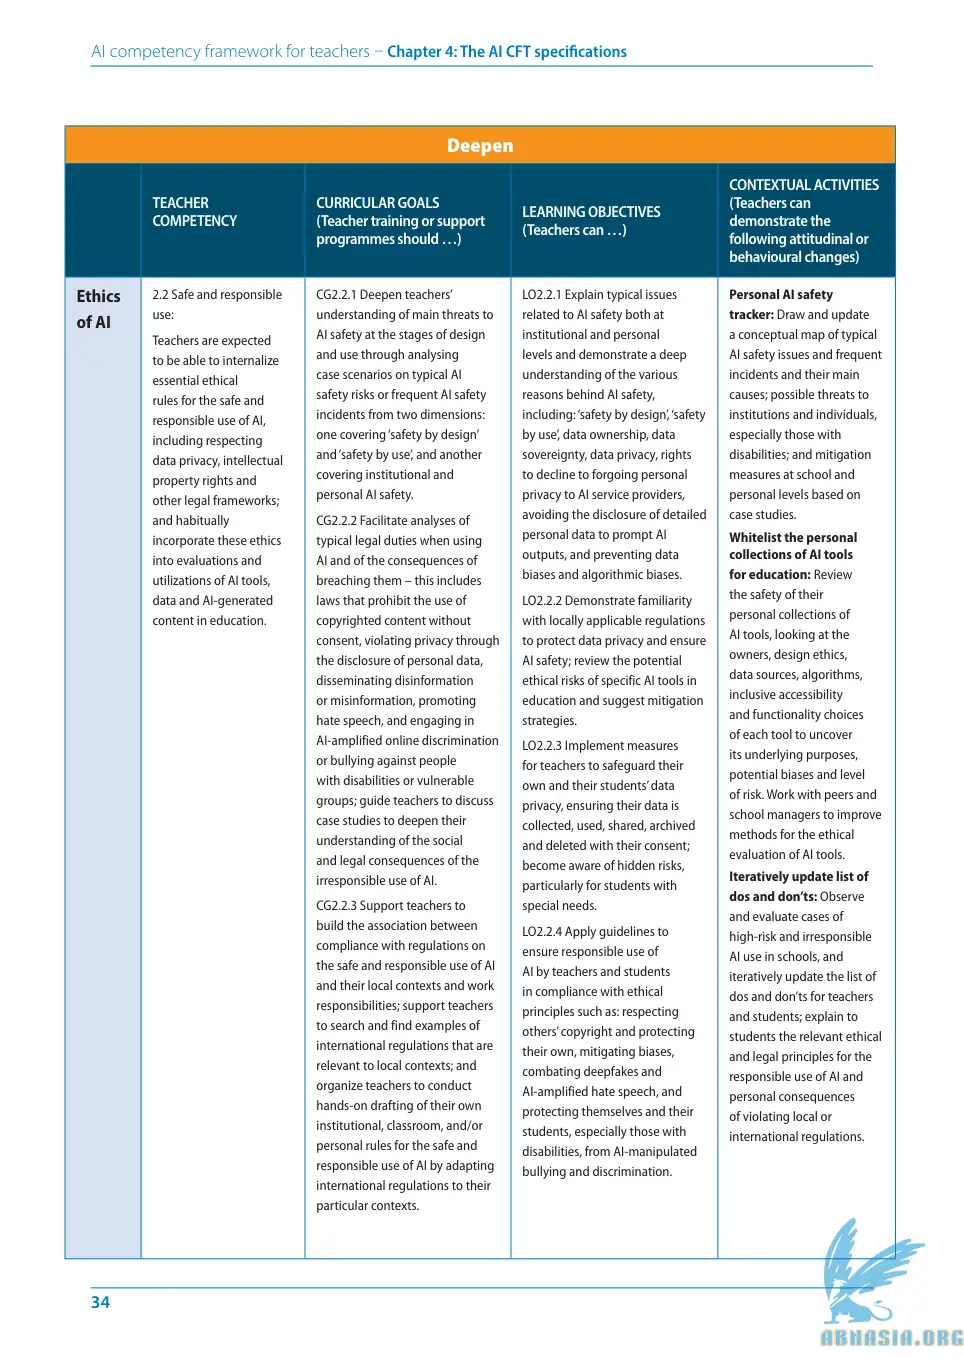 AI competency framework for teachers – Chapter 4: The AI CFT specifications
Deepen
TEACHER
COMPETENCY
CURRICULAR GOALS
(Teacher training or support
programmes should …)
LEARNING OBJECTIVES
(Teachers can …)
CONTEXTUAL ACTIVITIES
(Teachers can
demonstrate the
following attitudinal or
behavioural changes)
Ethics
of AI
2.2 Safe and responsible
use:
Teachers are expected
to be able to internalize
essential ethical
rules for the safe and
responsible use of AI,
including respecting
data privacy, intellectual
property rights and
other legal frameworks;
and habitually
incorporate these ethics
into evaluations and
utilizations of AI tools,
data and AI-generated
content in education.
CG2.2.1 Deepen teachers’
understanding of main threats to
AI safety at the stages of design
and use through analysing
case scenarios on typical AI
safety risks or frequent AI safety
incidents from two dimensions:
one covering ‘safety by design’
and ‘safety by use’, and another
covering institutional and
personal AI safety.
CG2.2.2 Facilitate analyses of
typical legal duties when using
AI and of the consequences of
breaching them – this includes
laws that prohibit the use of
copyrighted content without
consent, violating privacy through
the disclosure of personal data,
disseminating disinformation
or misinformation, promoting
hate speech, and engaging in
AI-amplified online discrimination
or bullying against people
with disabilities or vulnerable
groups; guide teachers to discuss
case studies to deepen their
understanding of the social
and legal consequences of the
irresponsible use of AI.
CG2.2.3 Support teachers to
build the association between
compliance with regulations on
the safe and responsible use of AI
and their local contexts and work
responsibilities; support teachers
to search and find examples of
international regulations that are
relevant to local contexts; and
organize teachers to conduct
hands-on drafting of their own
institutional, classroom, and/or
personal rules for the safe and
responsible use of AI by adapting
international regulations to their
particular contexts.
LO2.2.1 Explain typical issues
related to AI safety both at
institutional and personal
levels and demonstrate a deep
understanding of the various
reasons behind AI safety,
including: ‘safety by design’, ‘safety
by use’, data ownership, data
sovereignty, data privacy, rights
to decline to forgoing personal
privacy to AI service providers,
avoiding the disclosure of detailed
personal data to prompt AI
outputs, and preventing data
biases and algorithmic biases.
LO2.2.2 Demonstrate familiarity
with locally applicable regulations
to protect data privacy and ensure
AI safety; review the potential
ethical risks of specific AI tools in
education and suggest mitigation
strategies.
LO2.2.3 Implement measures
for teachers to safeguard their
own and their students’ data
privacy, ensuring their data is
collected, used, shared, archived
and deleted with their consent;
become aware of hidden risks,
particularly for students with
special needs.
LO2.2.4 Apply guidelines to
ensure responsible use of
AI by teachers and students
in compliance with ethical
principles such as: respecting
others’ copyright and protecting
their own, mitigating biases,
combating deepfakes and
AI-amplified hate speech, and
protecting themselves and their
students, especially those with
disabilities, from AI-manipulated
bullying and discrimination.
Personal AI safety
tracker: Draw and update
a conceptual map of typical
AI safety issues and frequent
incidents and their main
causes; possible threats to
institutions and individuals,
especially those with
disabilities; and mitigation
measures at school and
personal levels based on
case studies.
Whitelist the personal
collections of AI tools
for education: Review
the safety of their
personal collections of
AI tools, looking at the
owners, design ethics,
data sources, algorithms,
inclusive accessibility
and functionality choices
of each tool to uncover
its underlying purposes,
potential biases and level
of risk. Work with peers and
school managers to improve
methods for the ethical
evaluation of AI tools.
Iteratively update list of
dos and don’ts: Observe
and evaluate cases of
high-risk and irresponsible
AI use in schools, and
iteratively update the list of
dos and don’ts for teachers
and students; explain to
students the relevant ethical
and legal principles for the
responsible use of AI and
personal consequences
of violating local or
international regulations.
34
ABNASIA.ORG